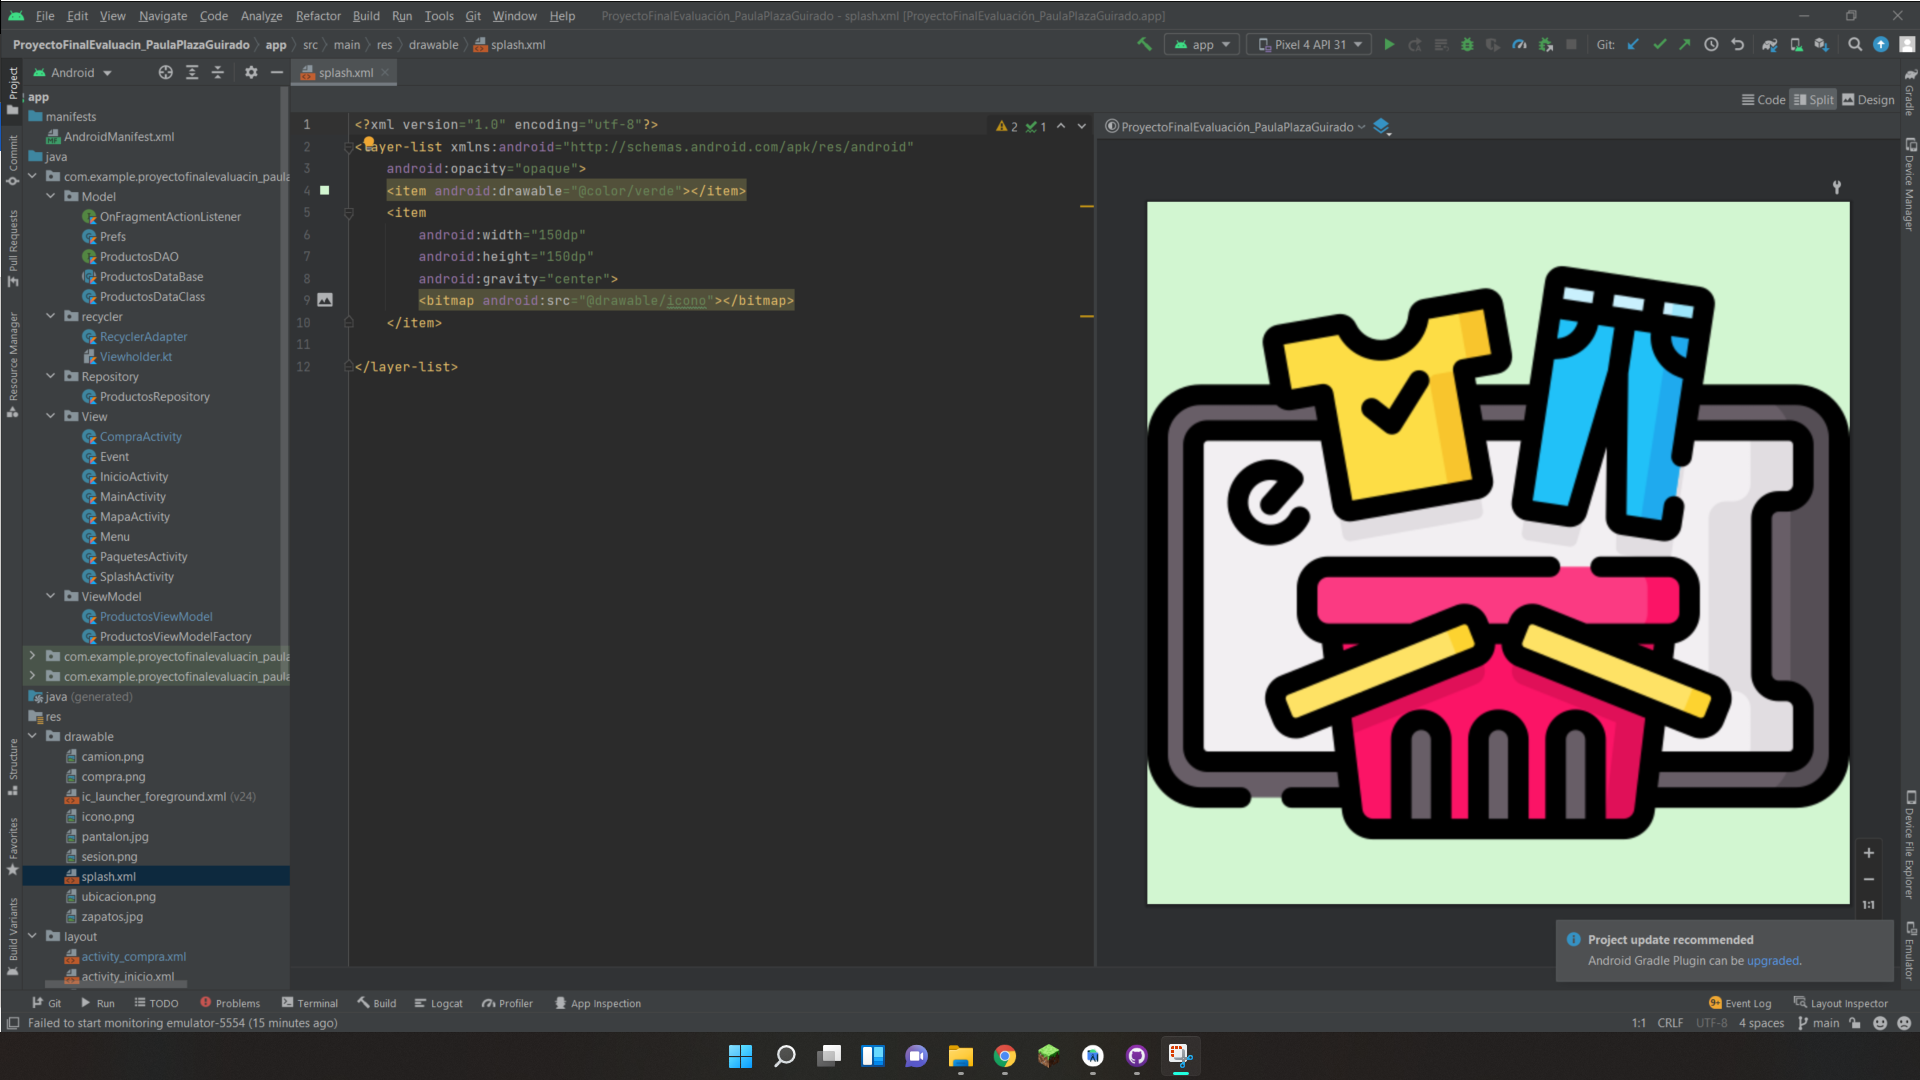 File Edit View Navigate Code Analyze Refactor Build Run Tools Git Window Help ProyectoFinalEvaluación_PaulaPlazaGuirado - splash.xml [ProyectoFinalEvaluación_PaulaPlazaGuirado.app]
ProyectoFinalEvaluacin_PaulaPlazaGuirado app src main res drawable splash.xml app Pixel 4 API 31 Git:
Android splash.xml
Code Split Design
app
manifests
AndroidManifest.xml
java
com.example.proyectofinalevaluacin_paula
Model
OnFragmentActionListener
Prefs
ProductosDAO
ProductosDataBase
ProductosDataClass
recycler
RecyclerAdapter
Viewholder.kt
Repository
ProductosRepository
View
CompraActivity
Event
InicioActivity
MainActivity
MapaActivity
Menu
PaquetesActivity
SplashActivity
ViewModel
ProductosViewModel
ProductosViewModelFactory
com.example.proyectofinalevaluacin_paula
com.example.proyectofinalevaluacin_paula
java (generated)
res
drawable
camion.png
compra.png
ic_launcher_foreground.xml (v24)
icono.png
pantalon.jpg
sesion.png
splash.xml
ubicacion.png
zapatos.jpg
layout
activity_compra.xml
activity_inicio.xml
Project
Commit
Pull Requests
Resource Manager
Structure
Favorites
Build Variants
1 <?xml version="1.0" encoding="utf-8"?>
2 <layer-list xmlns:android="http://schemas.android.com/apk/res/android"
3 android:opacity="opaque">
4 <item android:drawable="@color/verde"></item>
5 <item
6 android:width="150dp"
7 android:height="150dp"
8 android:gravity="center">
9 <bitmap android:src="@drawable/icono"></bitmap>
10 </item>
11
12 </layer-list>
2 1
ProyectoFinalEvaluación_PaulaPlazaGuirado
e
1:1
Gradle
Device Manager
Device File Explorer
Emulator
Project update recommended
Android Gradle Plugin can be upgraded.
Git Run TODO Problems Terminal Build Logcat Profiler App Inspection 9+ Event Log Layout Inspector
Failed to start monitoring emulator-5554 (15 minutes ago) 1:1 CRLF UTF-8 4 spaces main